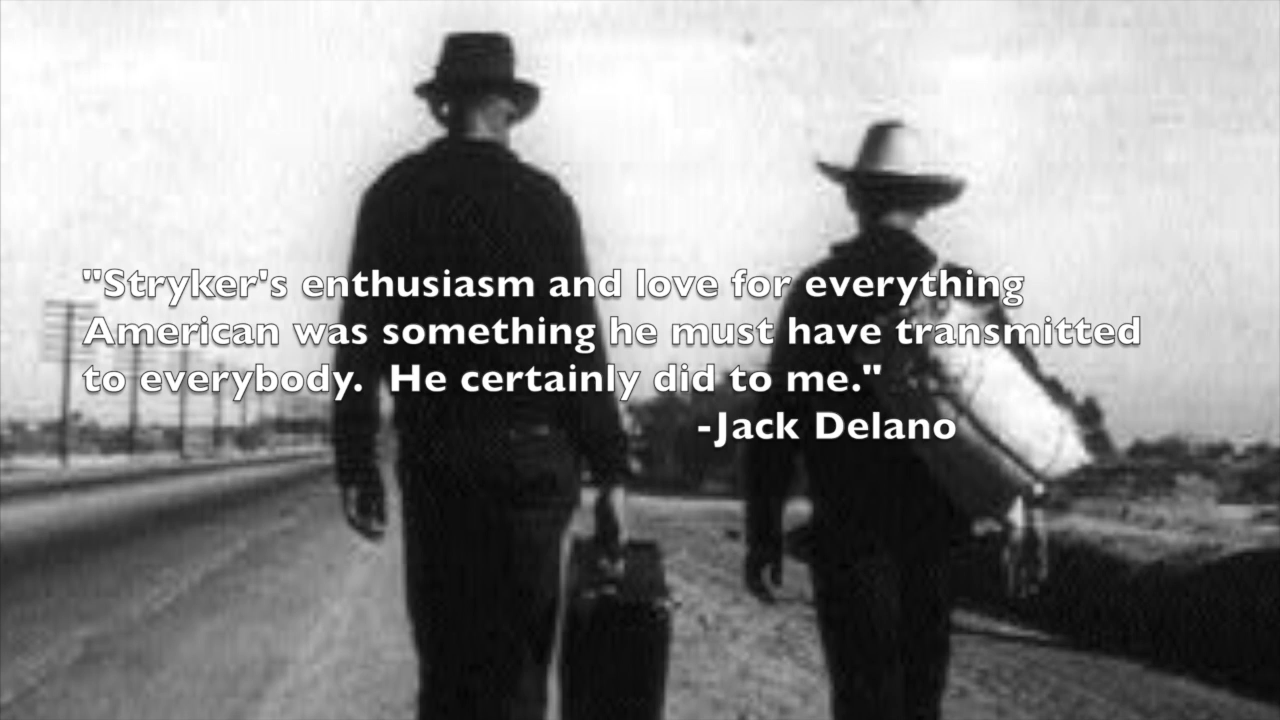 "Stryker's enthusiasm and love for everything
American was something he must have transmitted
to everybody.  He certainly did to me."
-Jack Delano